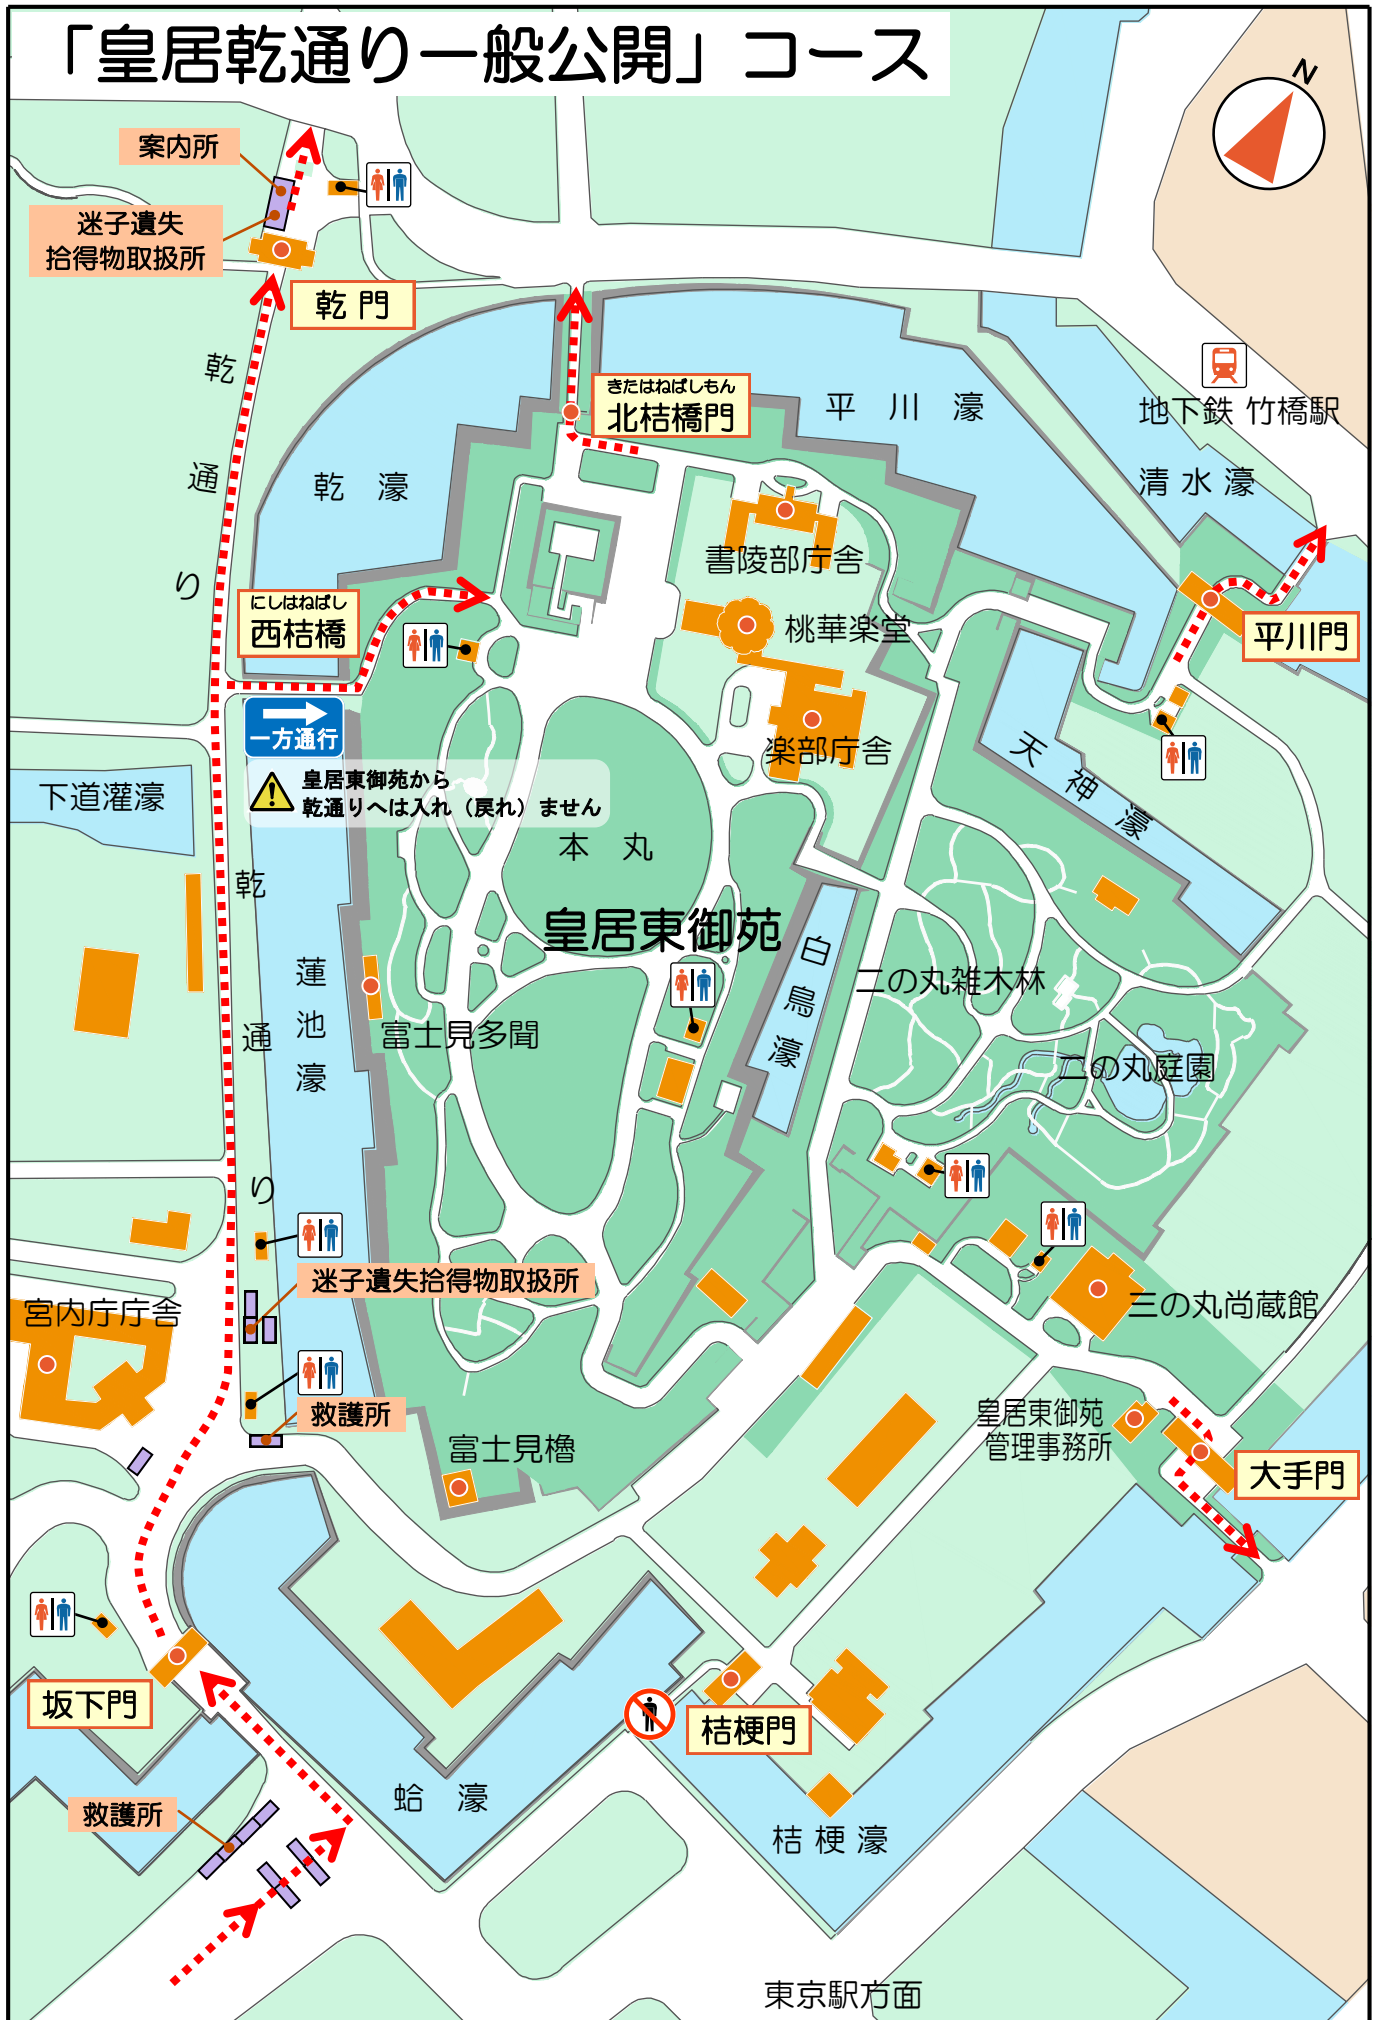 「皇居乾通り一般公開」コース
N
案内所
迷子遺失
拾得物取扱所
乾門
乾通り
きたはねばしもん
北桔橋門
平川濠
地下鉄 竹橋駅
清水濠
乾濠
書陵部庁舎
にしはねばし
西桔橋
桃華楽堂
平川門
一方通行
皇居東御苑から
乾通りへは入れ（戻れ）ません
楽部庁舎
天神濠
下道灌濠
本丸
乾通り
皇居東御苑
白鳥濠
二の丸雑木林
蓮池濠
富士見多聞
二の丸庭園
迷子遺失拾得物取扱所
宮内庁庁舎
三の丸尚蔵館
救護所
皇居東御苑
管理事務所
富士見櫓
大手門
坂下門
桔梗門
蛤濠
救護所
桔梗濠
東京駅方面